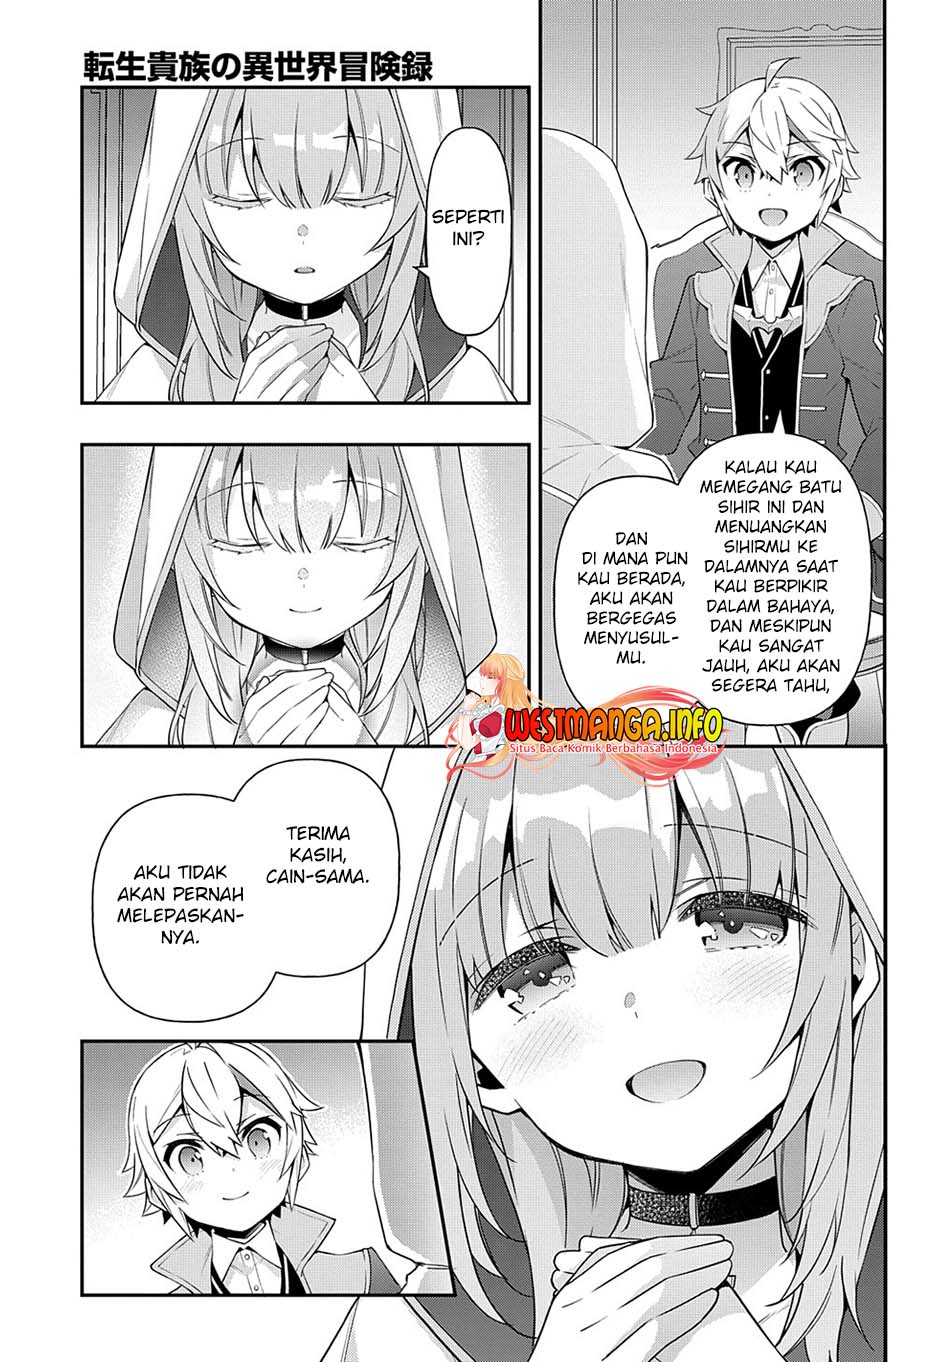 転生貴族の異世界冒険録
KALAU KAU
MEMEGANG BATU
SIHIR INI DAN
MENUANGKAN
SIHIRMU KE
DALAMNYA SAAT
KAU BERPIKIR
DALAM BAHAYA,
DAN MESKIPUN
KAU SANGAT
JAUH, AKU AKAN
SEGERA TAHU,
DAN
DI MANA PUN
KAU BERADA,
AKU AKAN
BERGEGAS
MENYUSUL-
MU.
SEPERTI
INI?
WESTMANGA.INFO
Situs Baca Komik Berbahasa Indonesia
TERIMA
KASIH,
CAIN-SAMA.
AKU TIDAK
AKAN PERNAH
MELEPASKAN-
NYA.